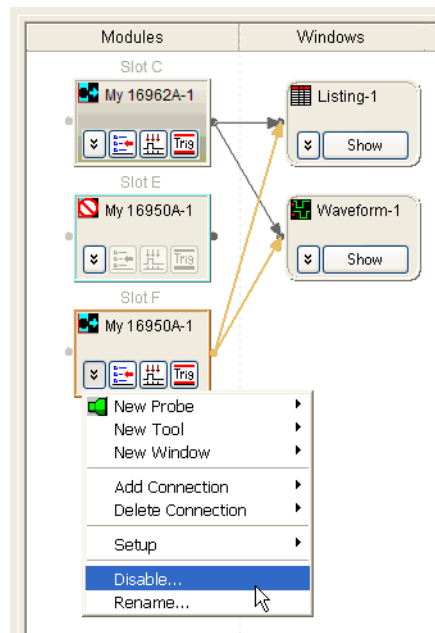 Modules
Windows
Slot C
My 16962A-1
Trig
Listing-1
Show
Slot E
My 16950A-1
Trig
Waveform-1
Show
Slot F
My 16950A-1
Trig
New Probe
New Tool
New Window
Add Connection
Delete Connection
Setup
Disable...
Rename...